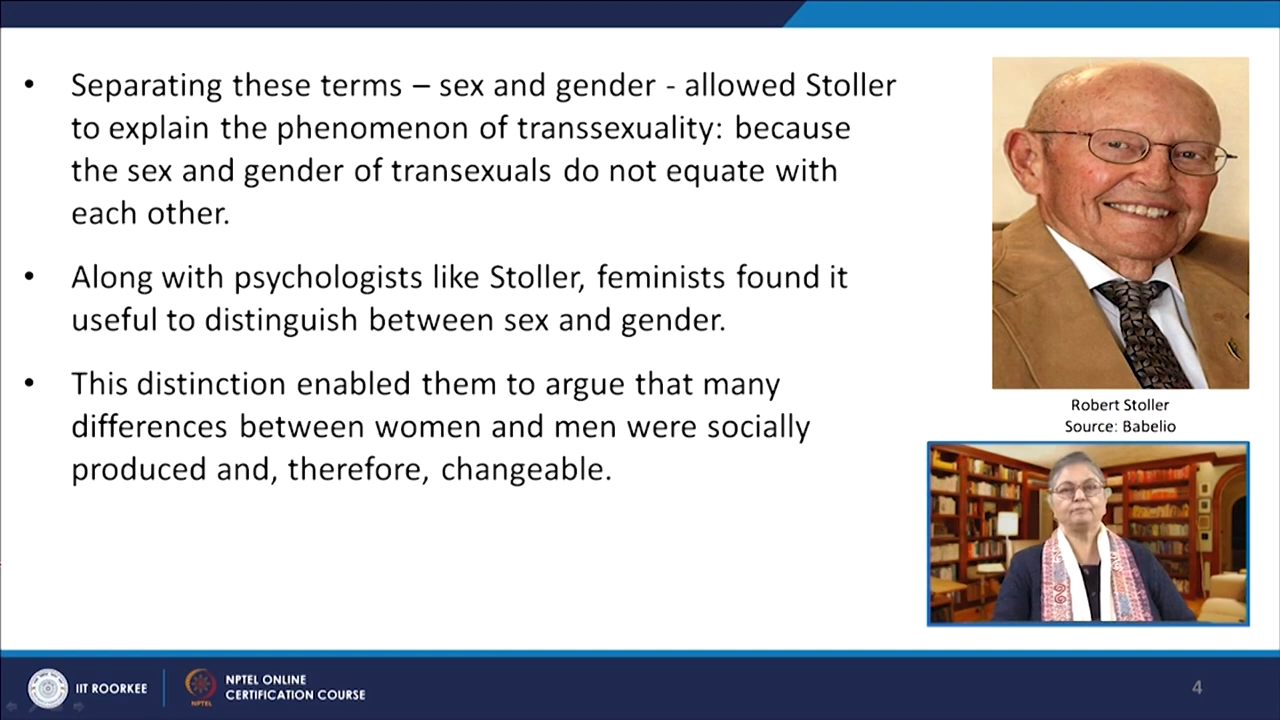 • Separating these terms – sex and gender - allowed Stoller
to explain the phenomenon of transsexuality: because
the sex and gender of transexuals do not equate with
each other.
• Along with psychologists like Stoller, feminists found it
useful to distinguish between sex and gender.
• This distinction enabled them to argue that many
differences between women and men were socially
produced and, therefore, changeable.
Robert Stoller
Source: Babelio
IIT ROORKEE
NPTEL
NPTEL ONLINE
CERTIFICATION COURSE
4